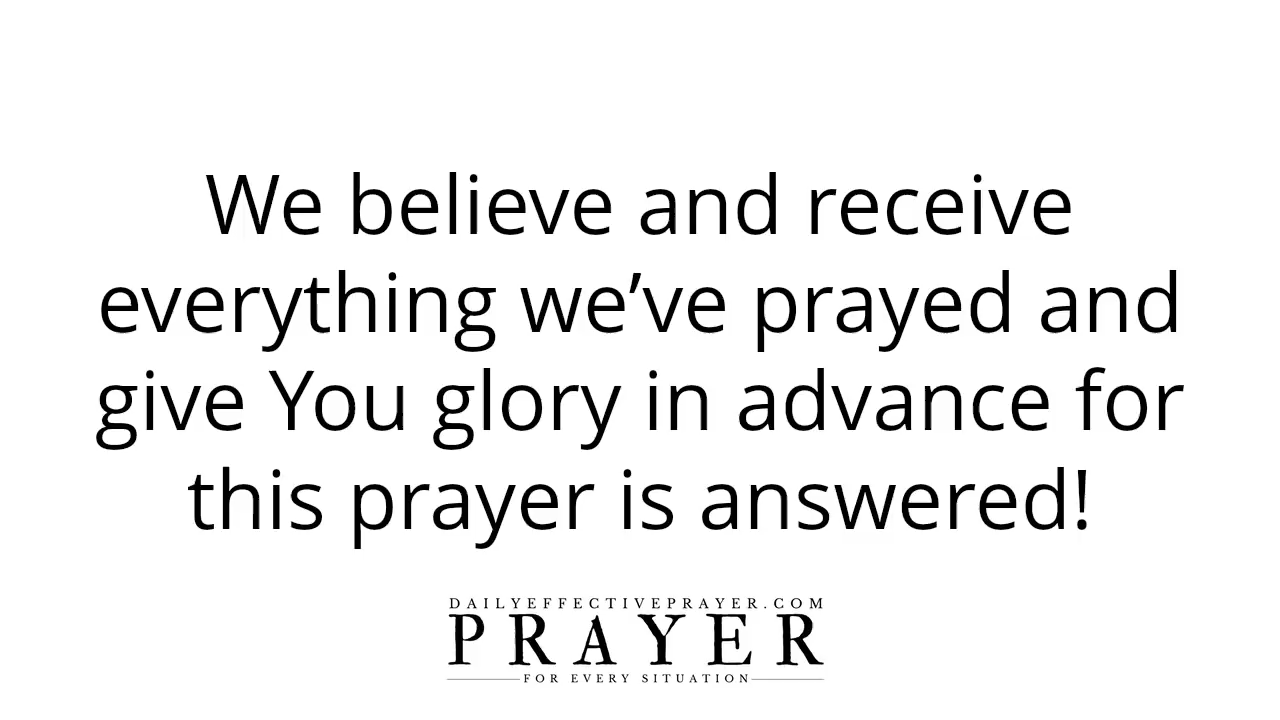 We believe and receive
everything we’ve prayed and
give You glory in advance for
this prayer is answered!
DAILYEFFECTIVEPRAYER.COM
PRAYER
FOR EVERY SITUATION